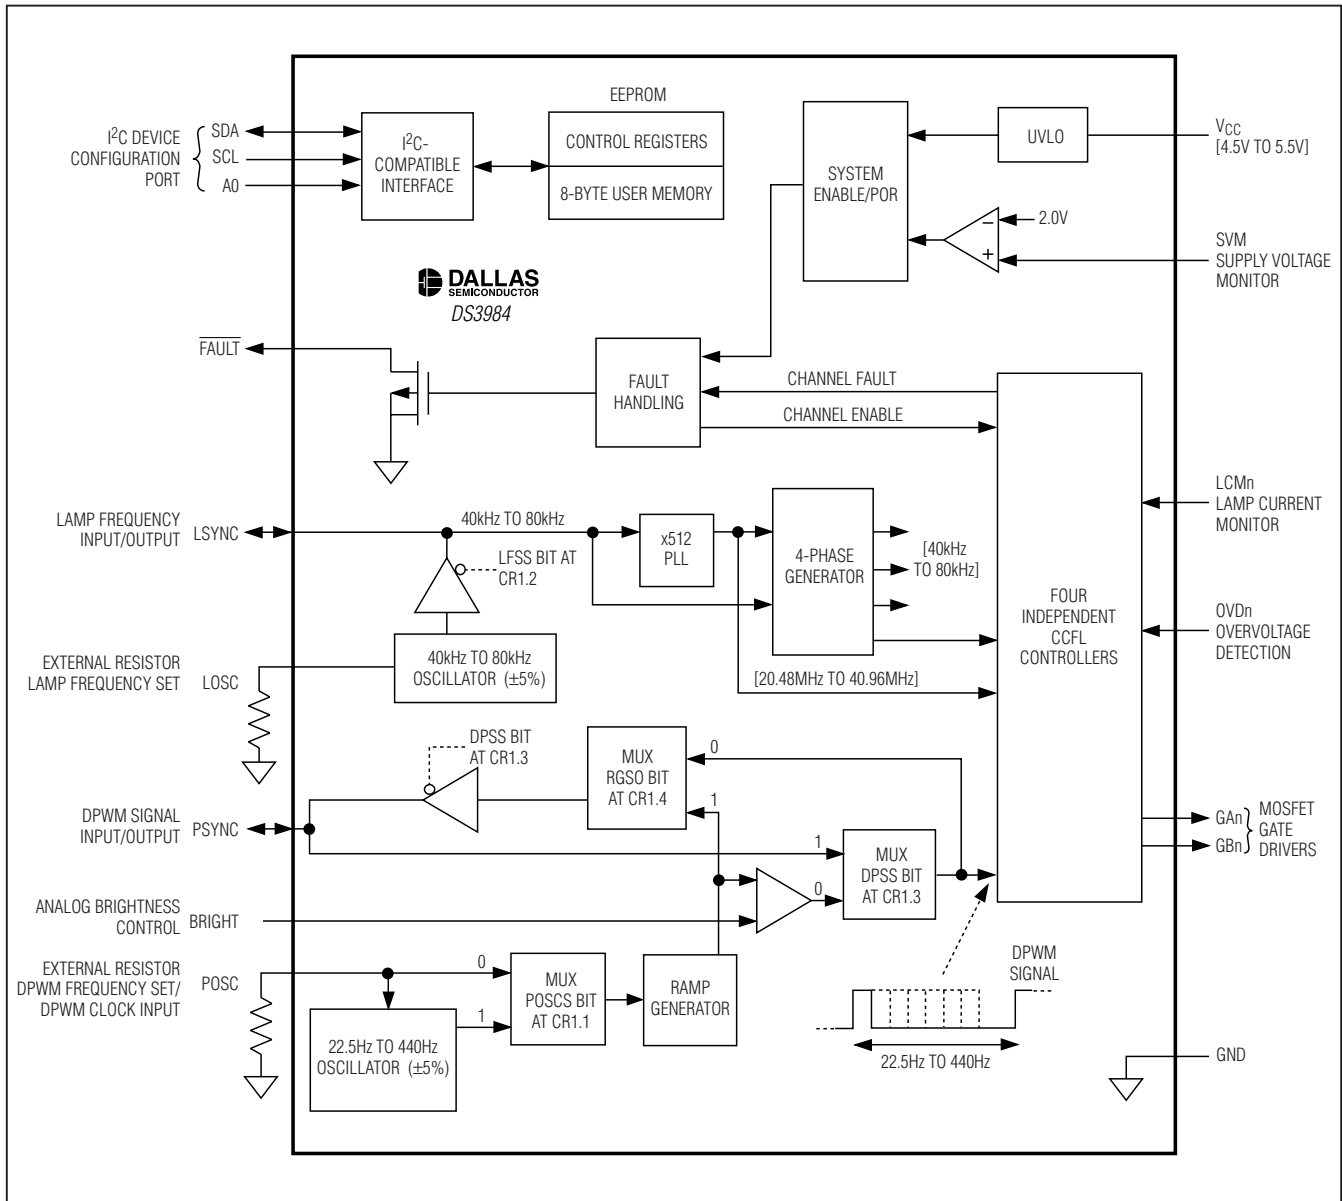 EEPROM
I²C DEVICE
CONFIGURATION
PORT
SDA
SCL
A0
I²C-
COMPATIBLE
INTERFACE
CONTROL REGISTERS
8-BYTE USER MEMORY
SYSTEM
ENABLE/POR
UVLO
VCC
[4.5V TO 5.5V]
2.0V
–
+
SVM
SUPPLY VOLTAGE
MONITOR
DALLAS
SEMICONDUCTOR
DS3984
FAULT
FAULT
HANDLING
CHANNEL FAULT
CHANNEL ENABLE
LAMP FREQUENCY
INPUT/OUTPUT
LSYNC
40kHz TO 80kHz
LFSS BIT AT
CR1.2
x512
PLL
4-PHASE
GENERATOR
[40kHz
TO 80kHz]
FOUR
INDEPENDENT
CCFL
CONTROLLERS
LCMn
LAMP CURRENT
MONITOR
OVDn
OVERVOLTAGE
DETECTION
EXTERNAL RESISTOR
LAMP FREQUENCY SET
LOSC
40kHz TO 80kHz
OSCILLATOR (±5%)
[20.48MHz TO 40.96MHz]
DPSS BIT
AT CR1.3
MUX
RGSO BIT
AT CR1.4
0
1
DPWM SIGNAL
INPUT/OUTPUT
PSYNC
1
0
MUX
DPSS BIT
AT CR1.3
GAn
GBn
MOSFET
GATE
DRIVERS
ANALOG BRIGHTNESS
CONTROL
BRIGHT
EXTERNAL RESISTOR
DPWM FREQUENCY SET/
DPWM CLOCK INPUT
POSC
0
1
MUX
POSCS BIT
AT CR1.1
RAMP
GENERATOR
22.5Hz TO 440Hz
OSCILLATOR (±5%)
DPWM
SIGNAL
22.5Hz TO 440Hz
GND